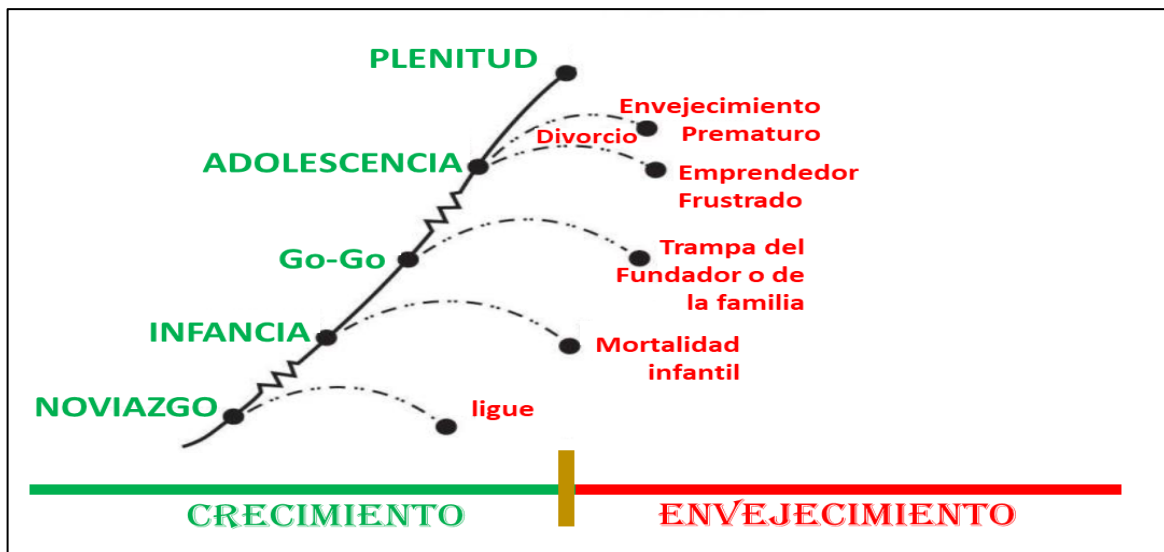 PLENITUD
Envejecimiento
Prematuro
Divorcio
ADOLESCENCIA
Emprendedor
Frustrado
Go-Go
Trampa del
Fundador o de
la familia
INFANCIA
Mortalidad
infantil
NOVIAZGO
ligue
CRECIMIENTO
ENVEJECIMIENTO